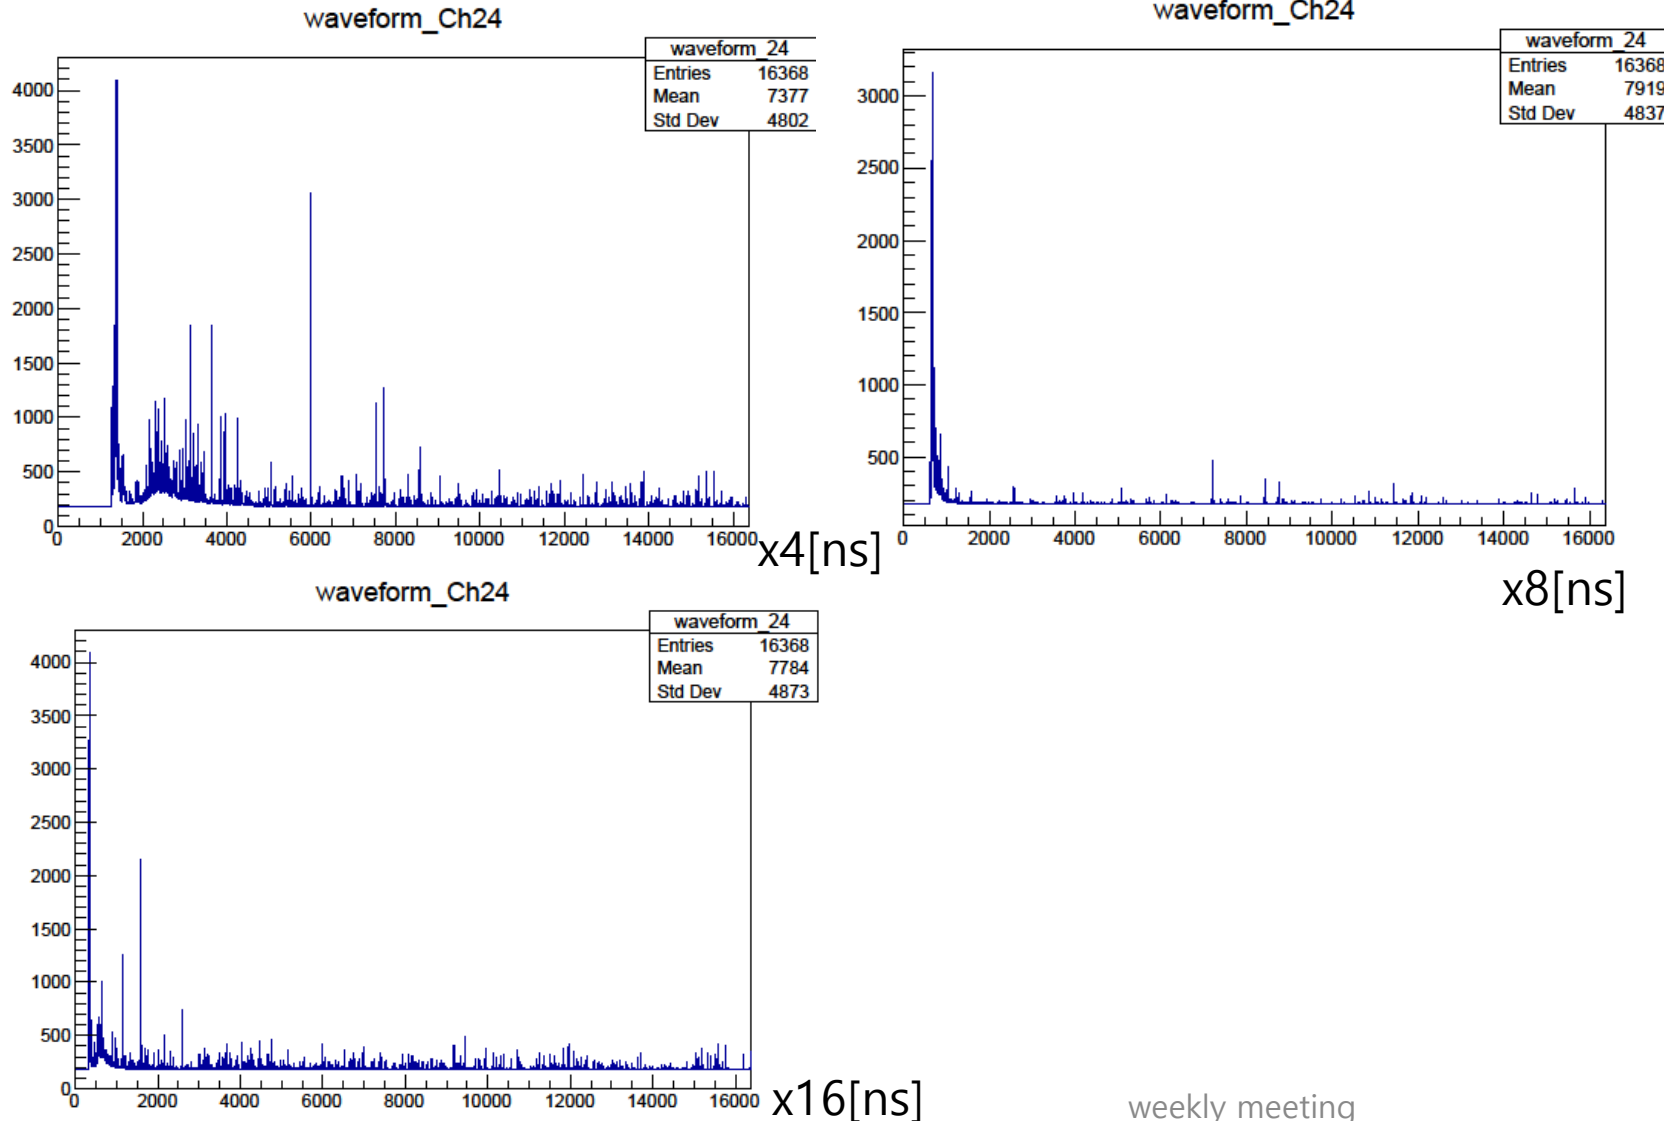 waveform_Ch24
waveform_24
Entries 16368
Mean 7377
Std Dev 4802
4000
3500
3000
2500
2000
1500
1000
500
0
0 2000 4000 6000 8000 10000 12000 14000 16000
x4[ns]
waveform_Ch24
waveform_24
Entries 16368
Mean 7919
Std Dev 4837
3000
2500
2000
1500
1000
500
0 2000 4000 6000 8000 10000 12000 14000 16000
x8[ns]
waveform_Ch24
waveform_24
Entries 16368
Mean 7784
Std Dev 4873
4000
3500
3000
2500
2000
1500
1000
500
0
0 2000 4000 6000 8000 10000 12000 14000 16000
x16[ns]
weekly meeting